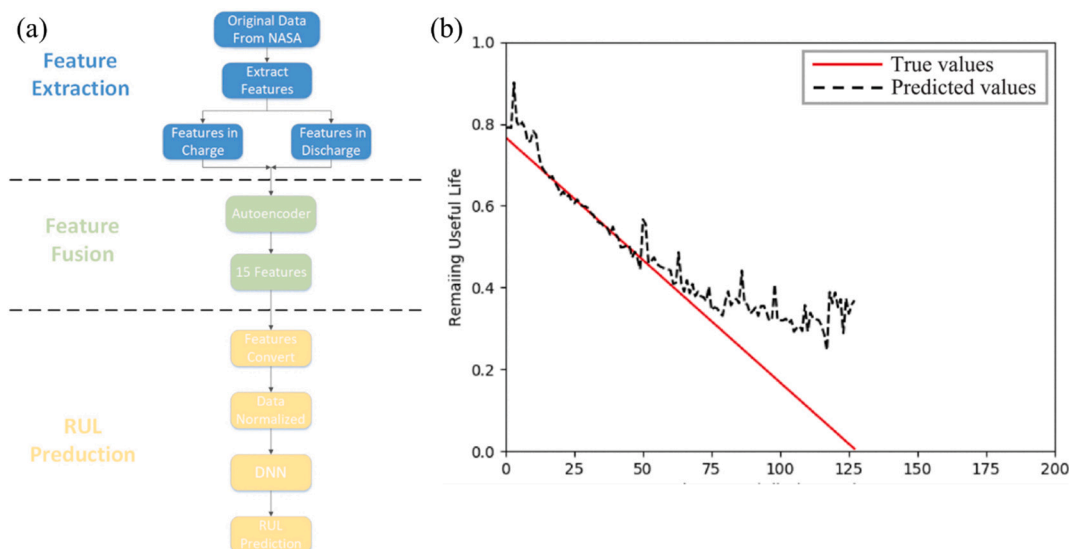 (a)
Original Data
From NASA
Feature
Extraction
Extract
Features
Features in
Charge
Features in
Discharge
Feature
Fusion
Autoencoder
15 Features
RUL
Preduction
Features
Convert
Data
Normalized
DNN
RUL
Prediction
(b)
True values
Predicted values
Remaiing Useful Life
1.0
0.8
0.6
0.4
0.2
0.0
0
25
50
75
100
125
150
175
200